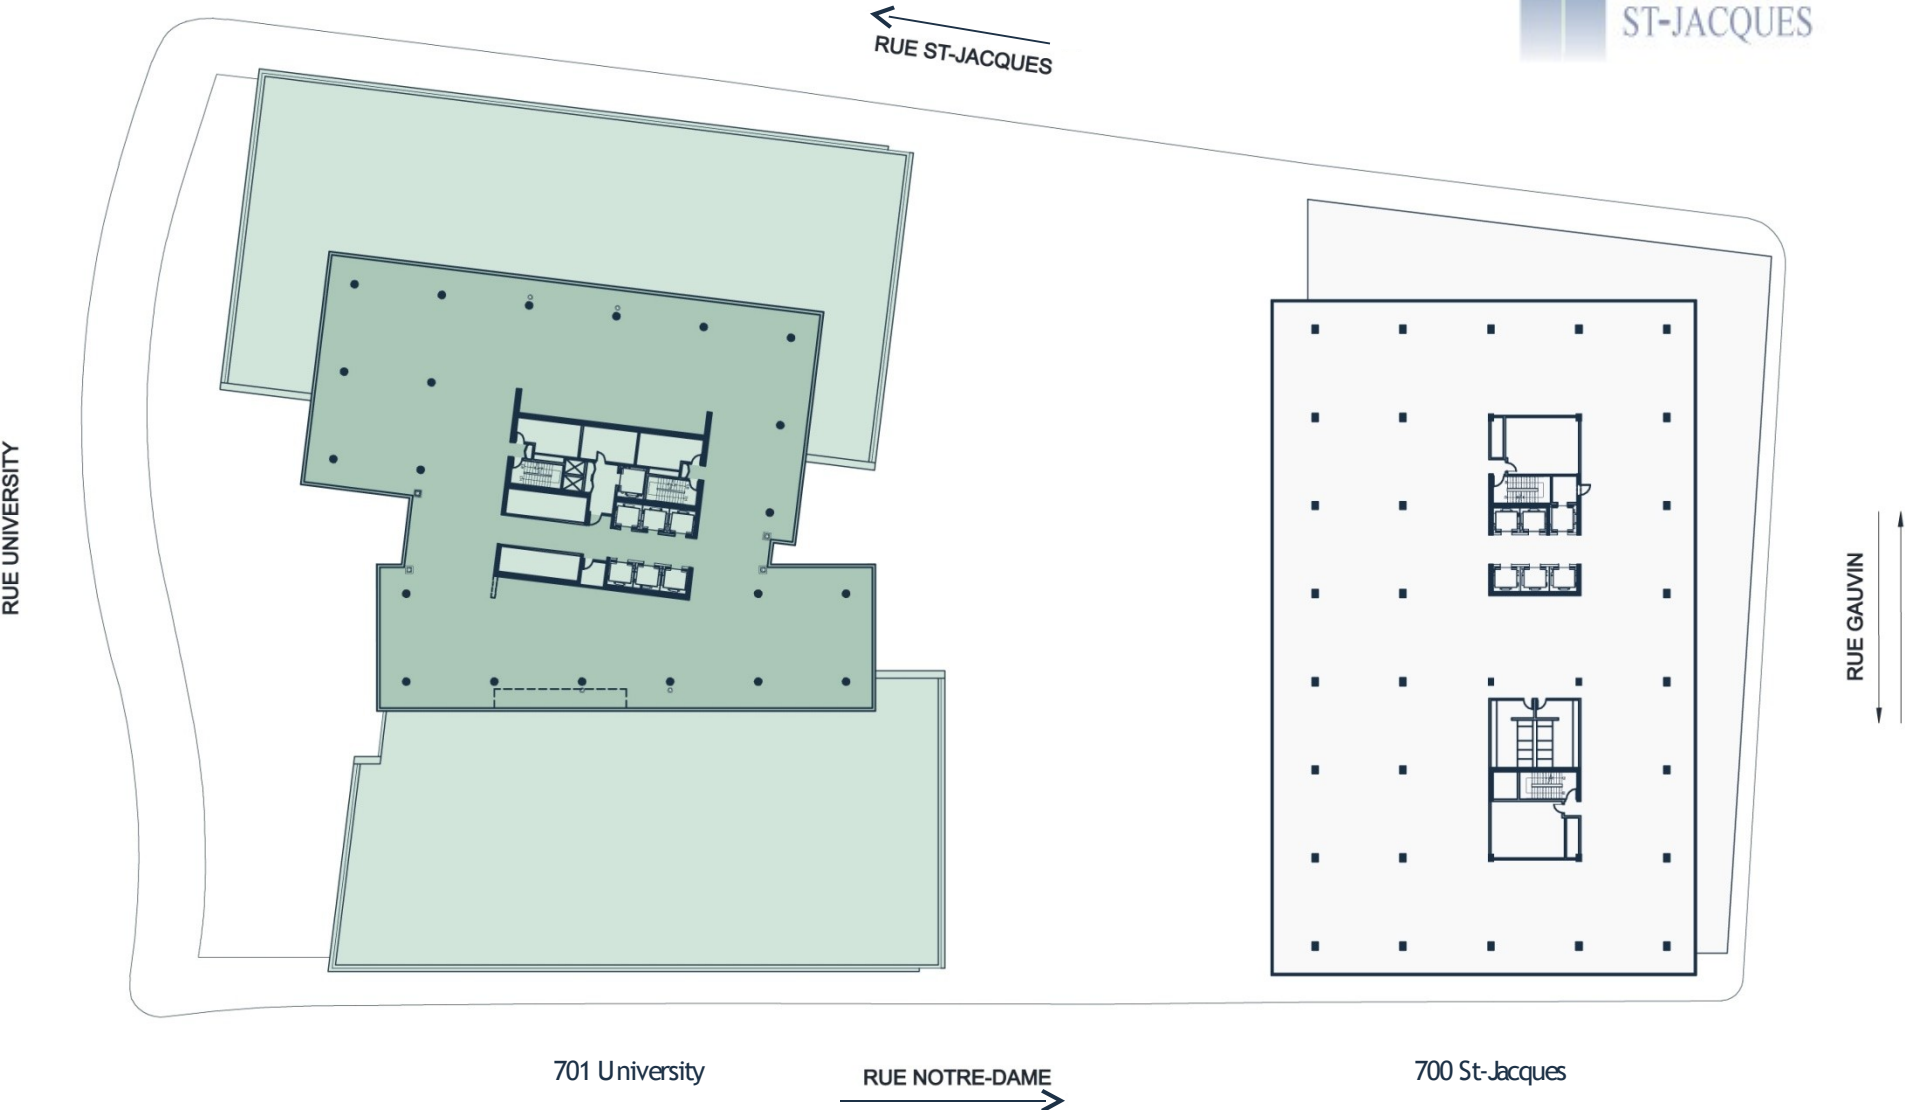 ST-JACQUES
RUE ST-JACQUES
RUE UNIVERSITY
RUE GAUVIN
701 University
RUE NOTRE-DAME
700 St-Jacques